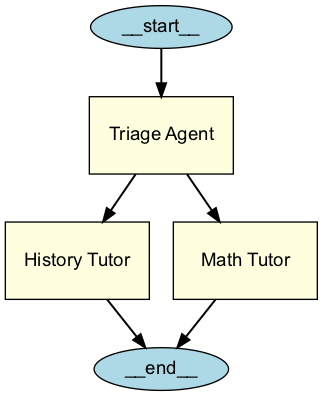 __start__
Triage Agent
History Tutor
Math Tutor
__end__